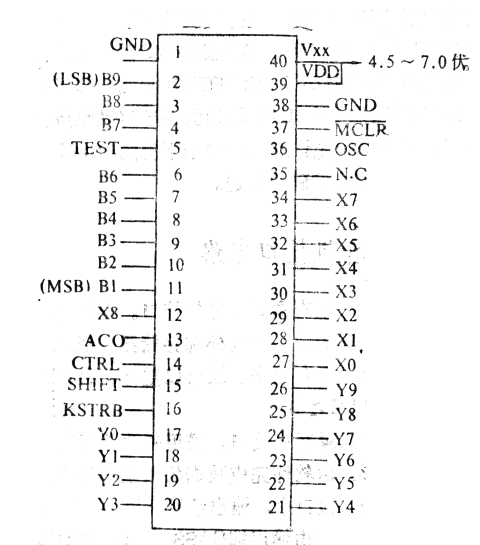 GND 1 40 Vxx 4.5~7.0伏
(LSB)B9 2 39 VDD
B8 3 38 GND
B7 4 37 MCLR
TEST 5 36 OSC
B6 6 35 N.C
B5 7 34 X7
B4 8 33 X6
B3 9 32 X5
B2 10 31 X4
(MSB) B1 11 30 X3
X8 12 29 X2
ACO 13 28 X1
CTRL 14 27 X0
SHIFT 15 26 Y9
KSTRB 16 25 Y8
Y0 17 24 Y7
Y1 18 23 Y6
Y2 19 22 Y5
Y3 20 21 Y4